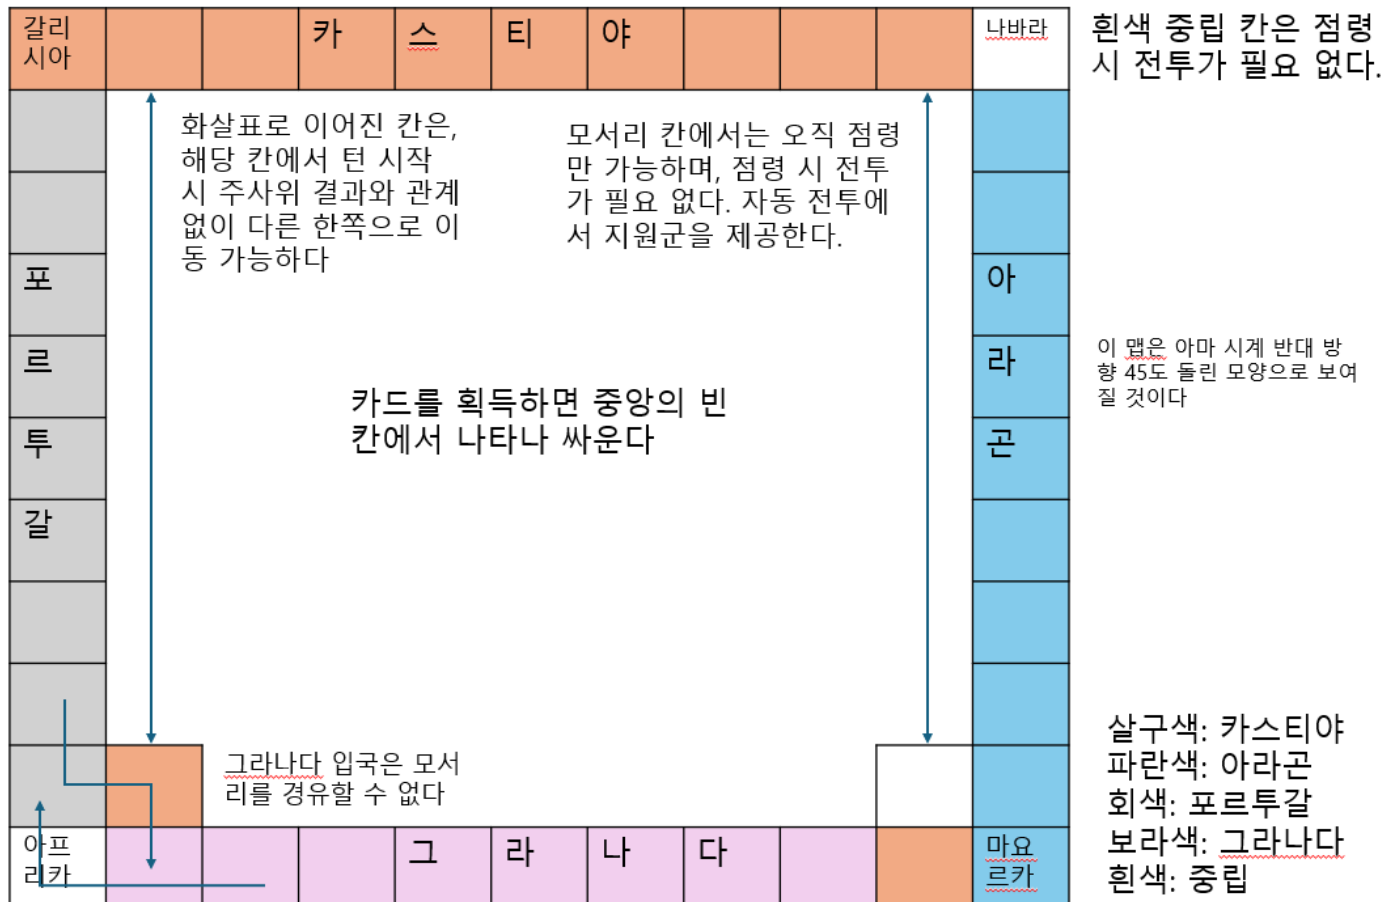 갈리
시아
카
스
티
야
나바라
흰색 중립 칸은 점령
시 전투가 필요 없다.
화살표로 이어진 칸은,
해당 칸에서 턴 시작
시 주사위 결과와 관계
없이 다른 한쪽으로 이
동 가능하다
모서리 칸에서는 오직 점령
만 가능하며, 점령 시 전투
가 필요 없다. 자동 전투에
서 지원군을 제공한다.
포
르
투
갈
아
라
곤
이 맵은 아마 시계 반대 방
향 45도 돌린 모양으로 보여
질 것이다
카드를 획득하면 중앙의 빈
칸에서 나타나 싸운다
그라나다 입국은 모서
리를 경유할 수 없다
아프
리카
그
라
나
다
마요
르카
살구색: 카스티야
파란색: 아라곤
회색: 포르투갈
보라색: 그라나다
흰색: 중립